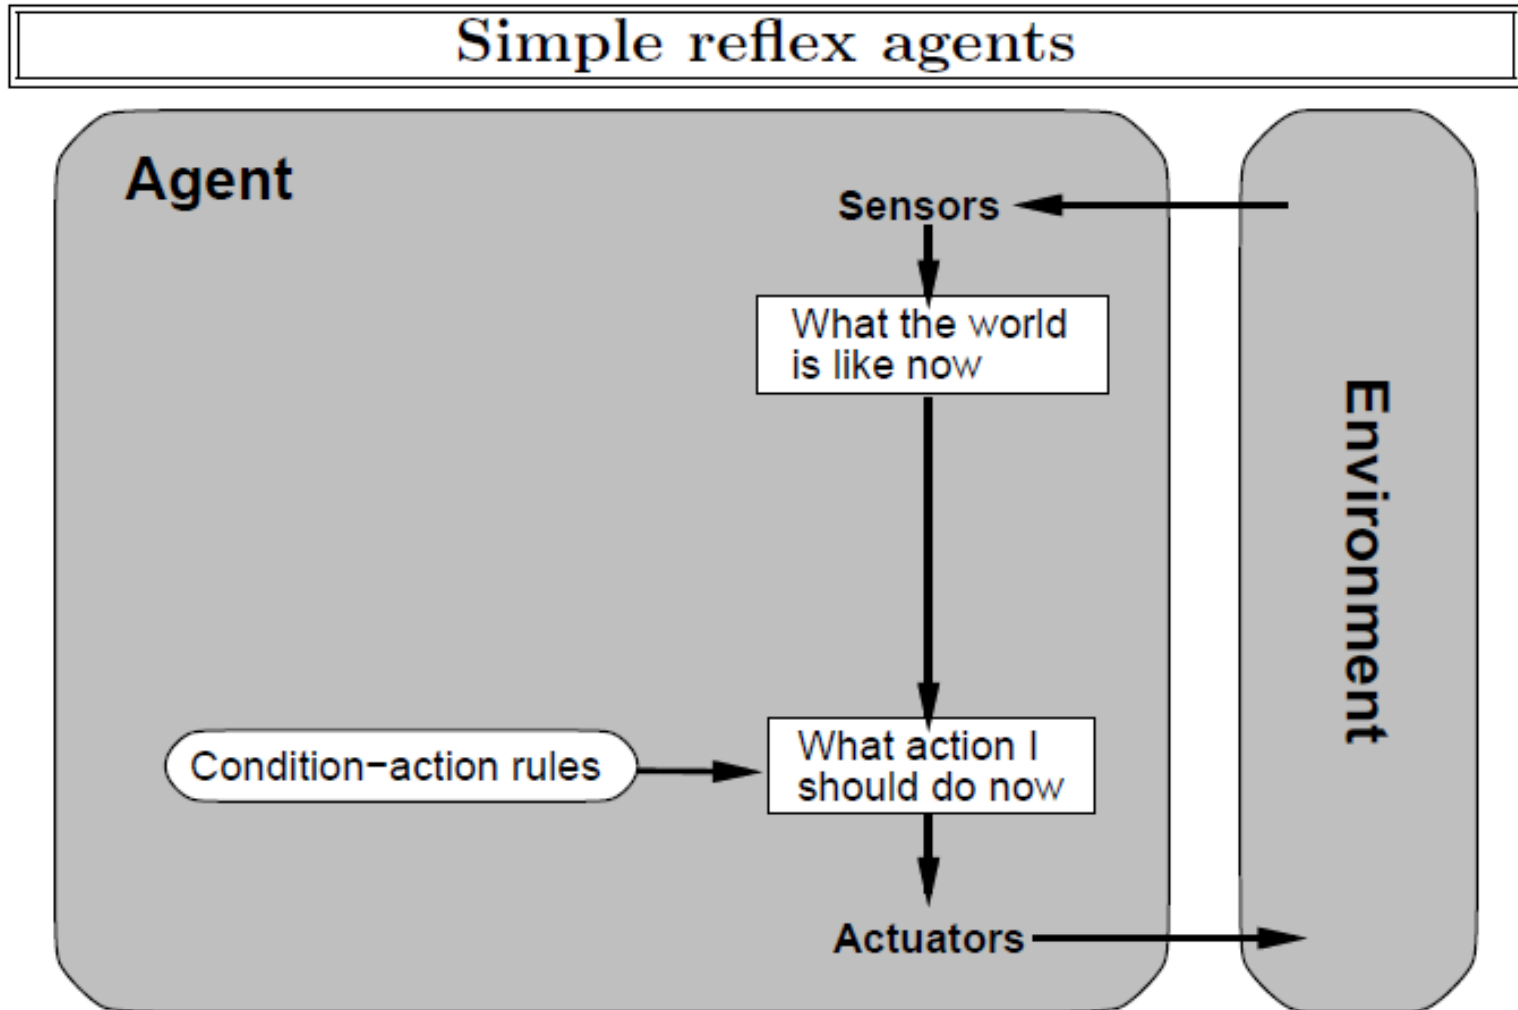 Simple reflex agents
Agent
Sensors
What the world
is like now
Environment
Condition−action rules
What action I
should do now
Actuators